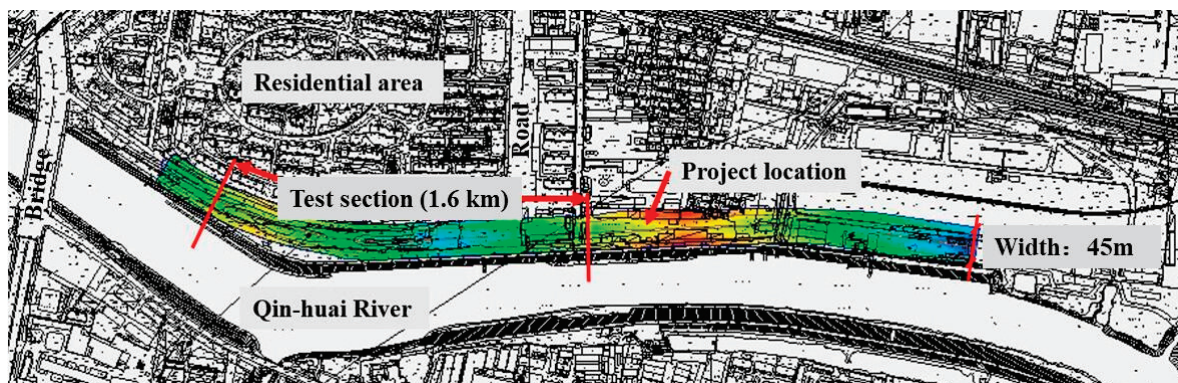 Residential area
Road
Project location
Bridge
Test section (1.6 km)
Width：45m
Qin-huai River